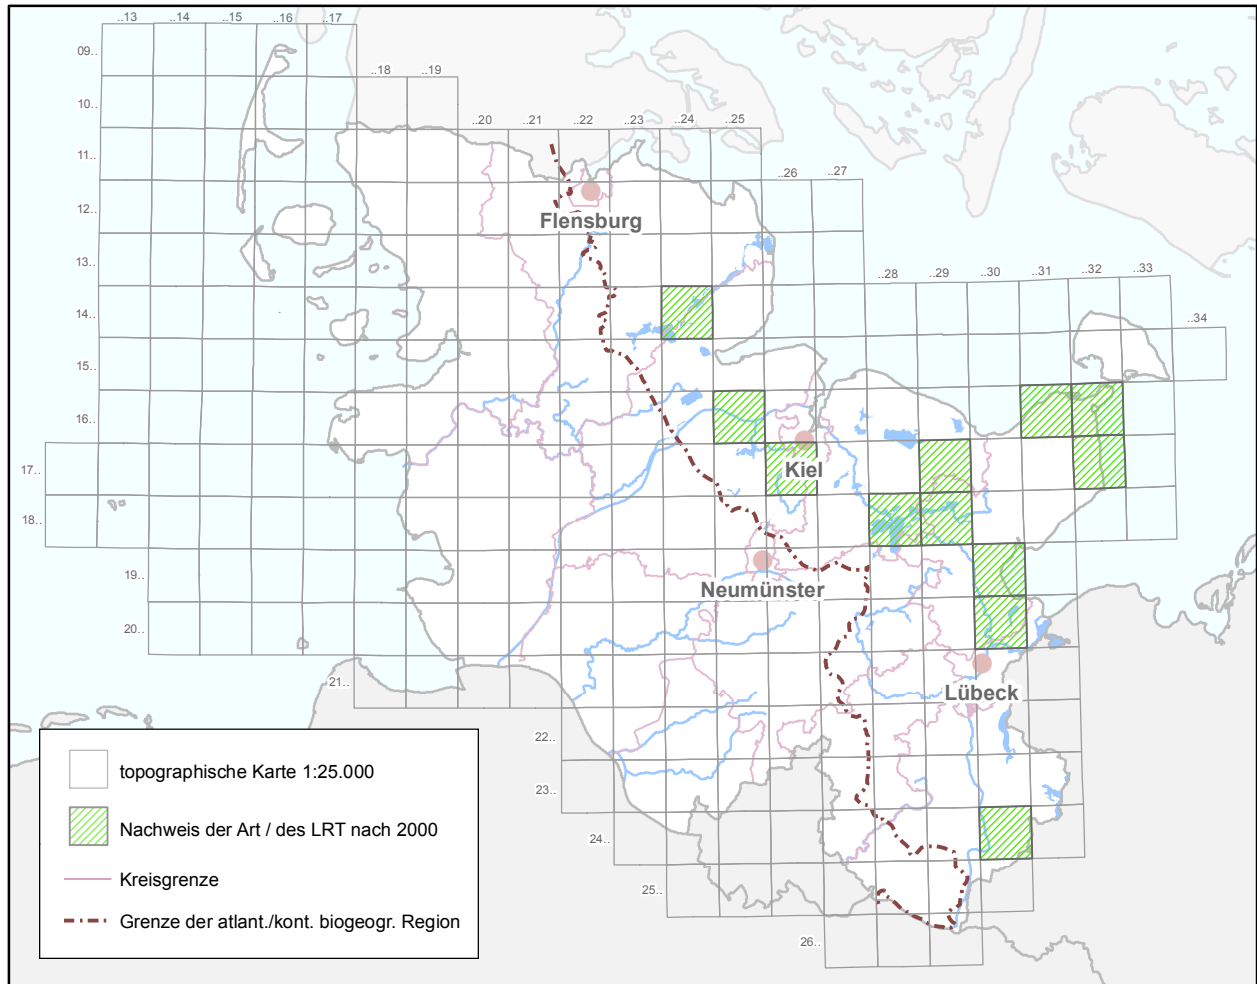 ..13 ..14 ..15 ..16 ..17
09..
..18 ..19
10..
..20 ..21 ..22 ..23 ..24 ..25
11..
..26 ..27
12..
Flensburg
13..
..28 ..29 ..30 ..31 ..32 ..33
14..
..34
15..
16..
17..
Kiel
18..
19..
Neumünster
20..
21..
Lübeck
22..
23..
24..
25..
26..
topographische Karte 1:25.000
Nachweis der Art / des LRT nach 2000
Kreisgrenze
Grenze der atlant./kont. biogeogr. Region